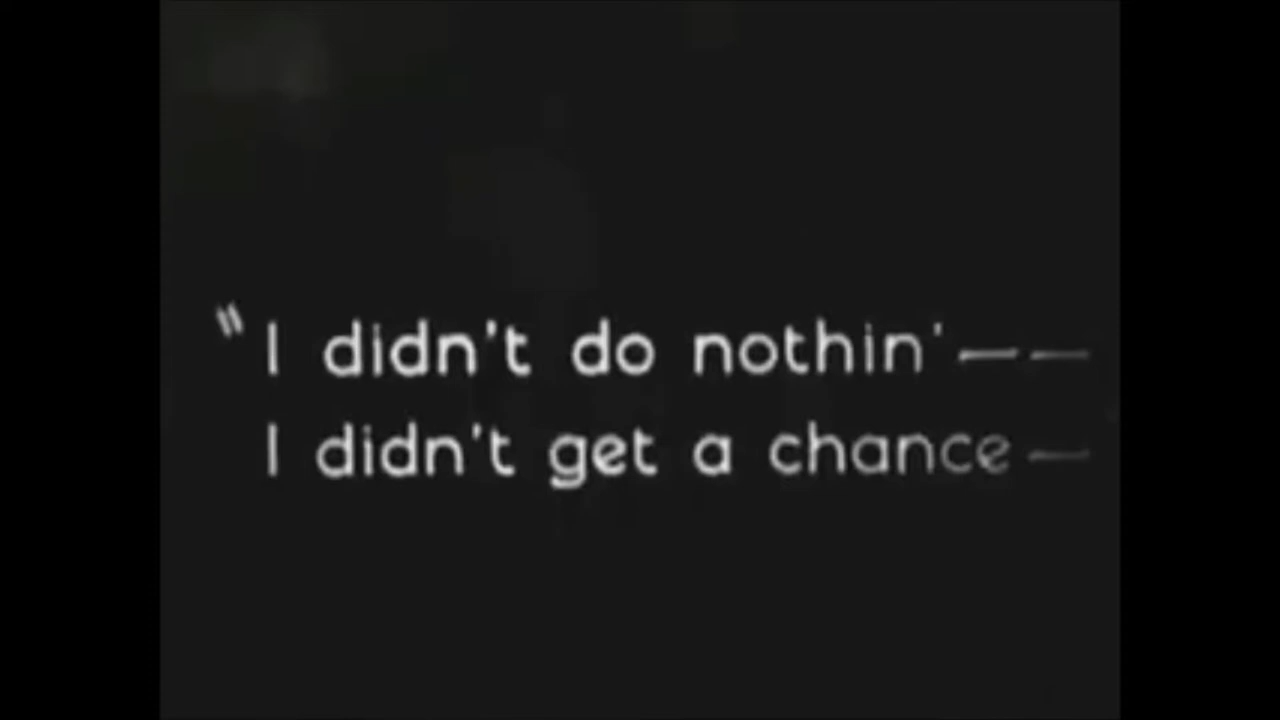 "I didn't do nothin'——
I didn't get a chance—